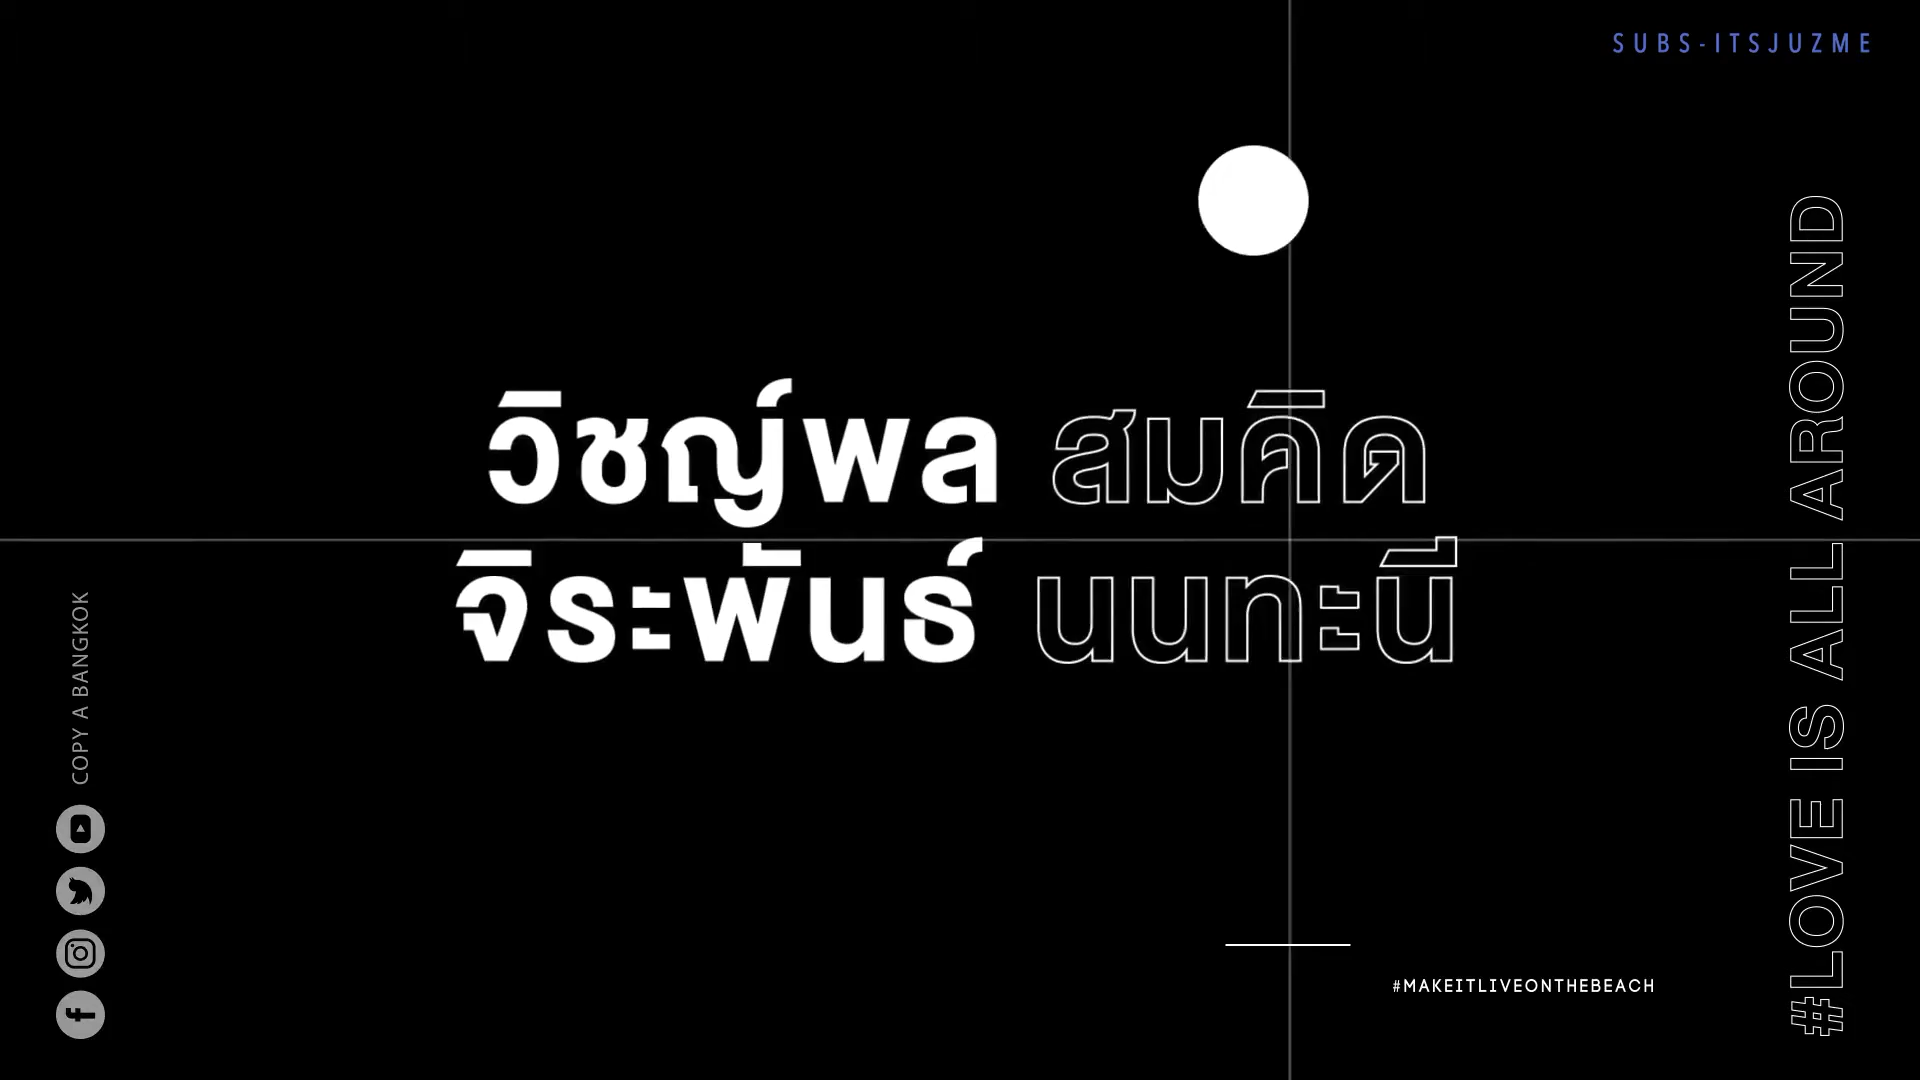 SUBS-ITSJUZME
วิชญ์พล สมคิด
จิระพันธ์ นนทะนี
#LOVE IS ALL AROUND
COPY A BANGKOK
#MAKEITLIVEONTHEBEACH